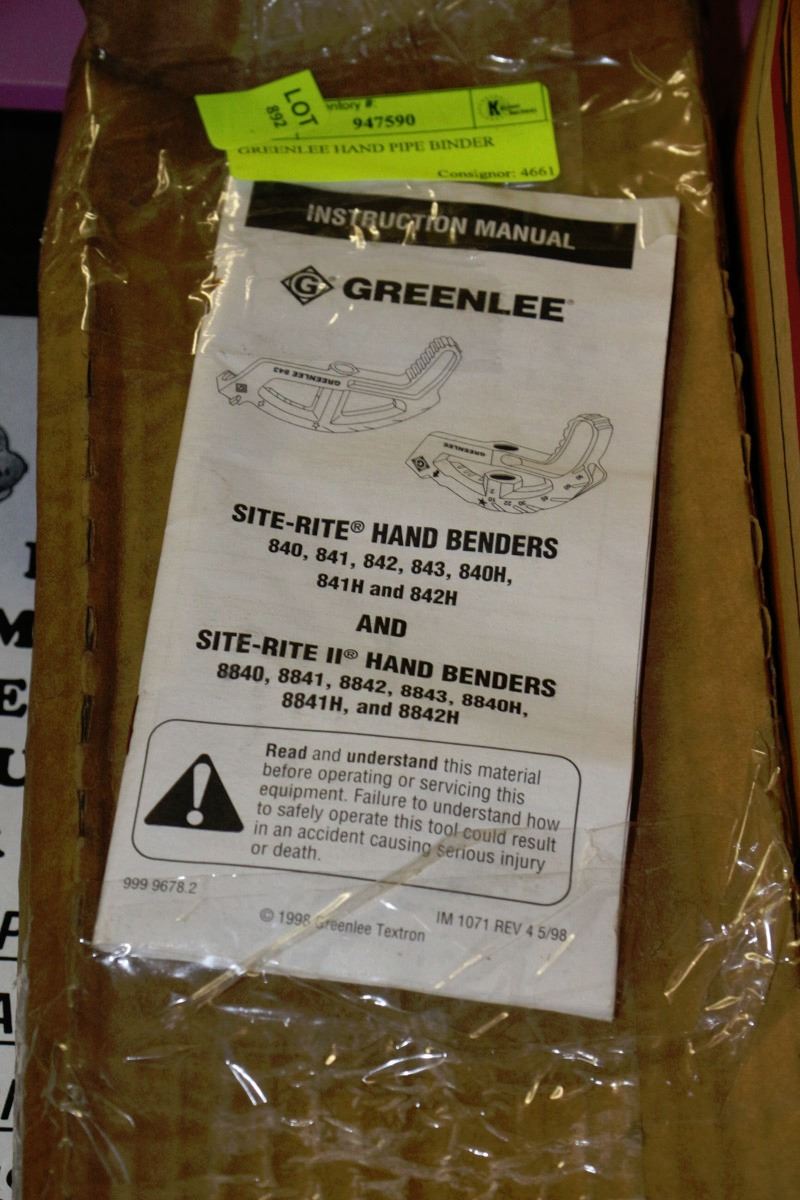 LOT
892
947590
GREENLEE HAND PIPE BINDER
Consignor: 4661
INSTRUCTION MANUAL
G GREENLEE®
GREENLEE 843
GREENLEE
SITE-RITE® HAND BENDERS
840, 841, 842, 843, 840H,
841H and 842H
AND
SITE-RITE II® HAND BENDERS
8840, 8841, 8842, 8843, 8840H,
8841H, and 8842H
Read and understand this material
before operating or servicing this
equipment. Failure to understand how
to safely operate this tool could result
in an accident causing serious injury
or death.
999 9678.2
© 1998 Greenlee Textron
IM 1071 REV 4 5/98